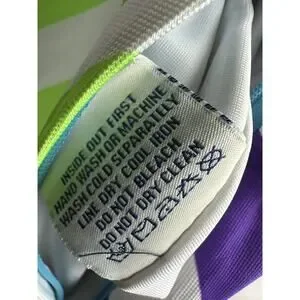 INSIDE OUT FIRST
HAND WASH OR MACHINE
WASH COLD SEPARATELY
LINE DRY. COOL IRON
DO NOT BLEACH
DO NOT DRY CLEAN